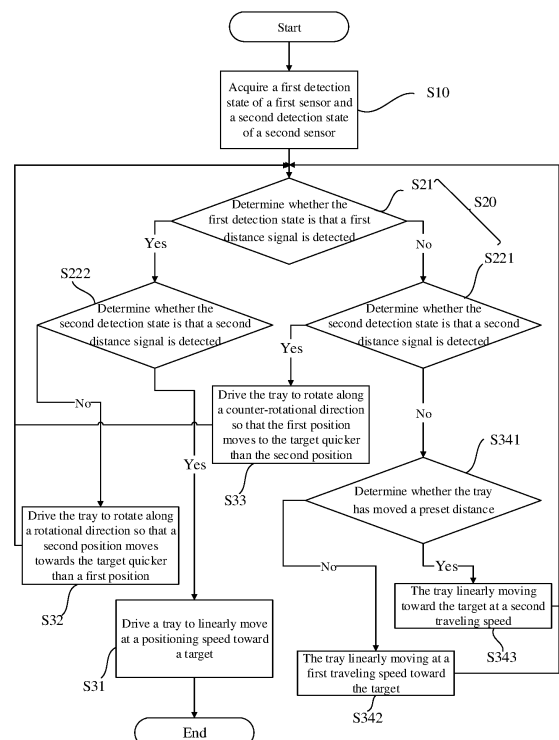 Start
Acquire a first detection
state of a first sensor and
a second detection state
of a second sensor
S10
Determine whether the
first detection state is that a first
distance signal is detected
S21
S20
Yes
No
S222
S221
Determine whether the
second detection state is that a second
distance signal is detected
Determine whether the
second detection state is that a second
distance signal is detected
Yes
No
Drive the tray to rotate along
a counter-rotational direction
so that the first position
moves to the target quicker
than the second position
S33
No
Yes
S341
Determine whether the tray
has moved a preset distance
Drive the tray to rotate along
a rotational direction so that a
second position moves
towards the target quicker
than a first position
S32
No
Yes
The tray linearly moving
toward the target at a second
traveling speed
S343
Drive a tray to linearly move
at a positioning speed toward
a target
S31
The tray linearly moving at a
first traveling speed toward
the target
S342
End